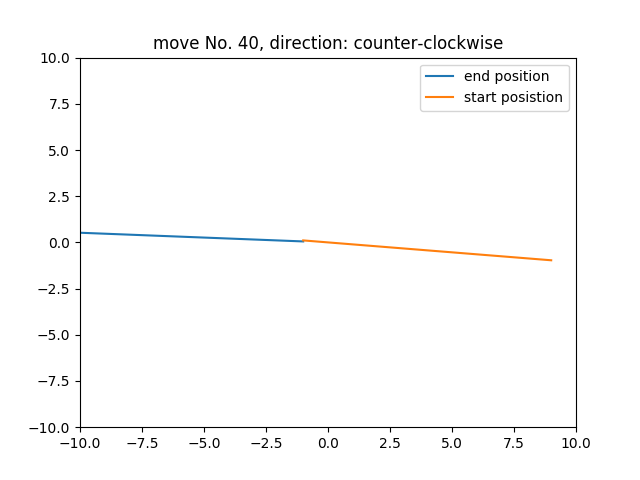 move No. 40, direction: counter-clockwise
end position
start posistion
10.0
7.5
5.0
2.5
0.0
−2.5
−5.0
−7.5
−10.0
−10.0 −7.5 −5.0 −2.5 0.0 2.5 5.0 7.5 10.0